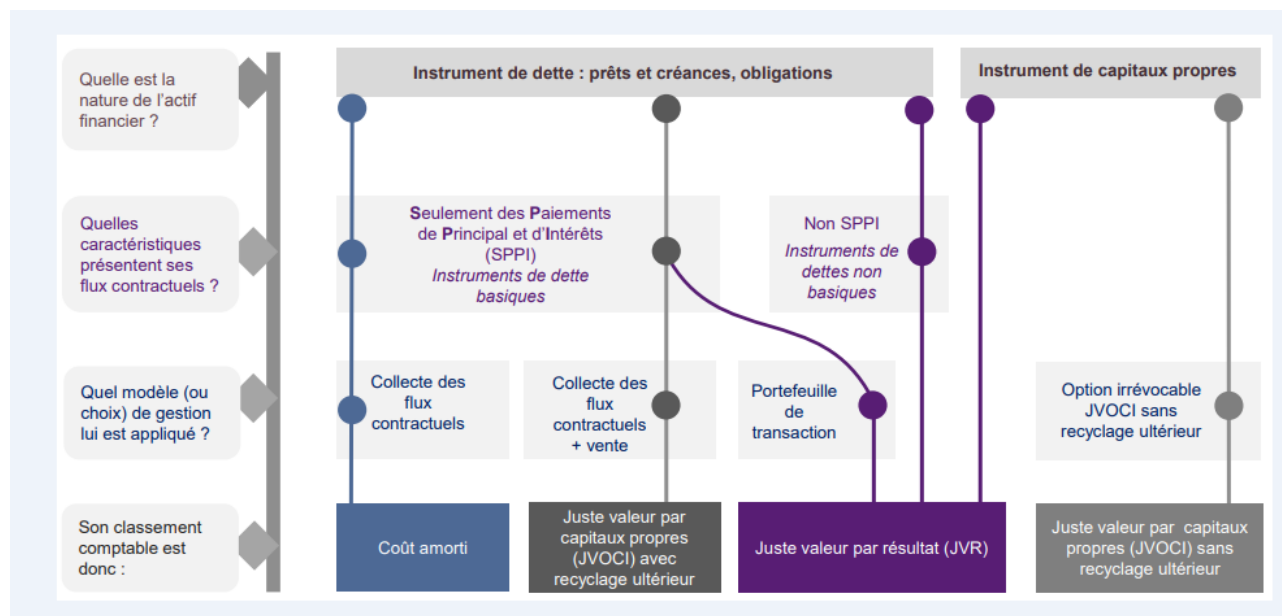 Quelle est la
nature de l'actif
financier ?
Instrument de dette : prêts et créances, obligations
Instrument de capitaux propres
Quelles
caractéristiques
présentent ses
flux contractuels ?
Seulement des Paiements
de Principal et d'Intérêts
(SPPI)
Instruments de dette
basiques
Non SPPI
Instruments de
dettes non
basiques
Quel modèle (ou
choix) de gestion
lui est appliqué ?
Collecte des
flux
contractuels
Collecte des
flux
contractuels
+ vente
Portefeuille
de
transaction
Option irrévocable
JVOCI sans
recyclage ultérieur
Son classement
comptable est
donc :
Coût amorti
Juste valeur par
capitaux propres
(JVOCI) avec
recyclage ultérieur
Juste valeur par résultat (JVR)
Juste valeur par capitaux
propres (JVOCI) sans
recyclage ultérieur